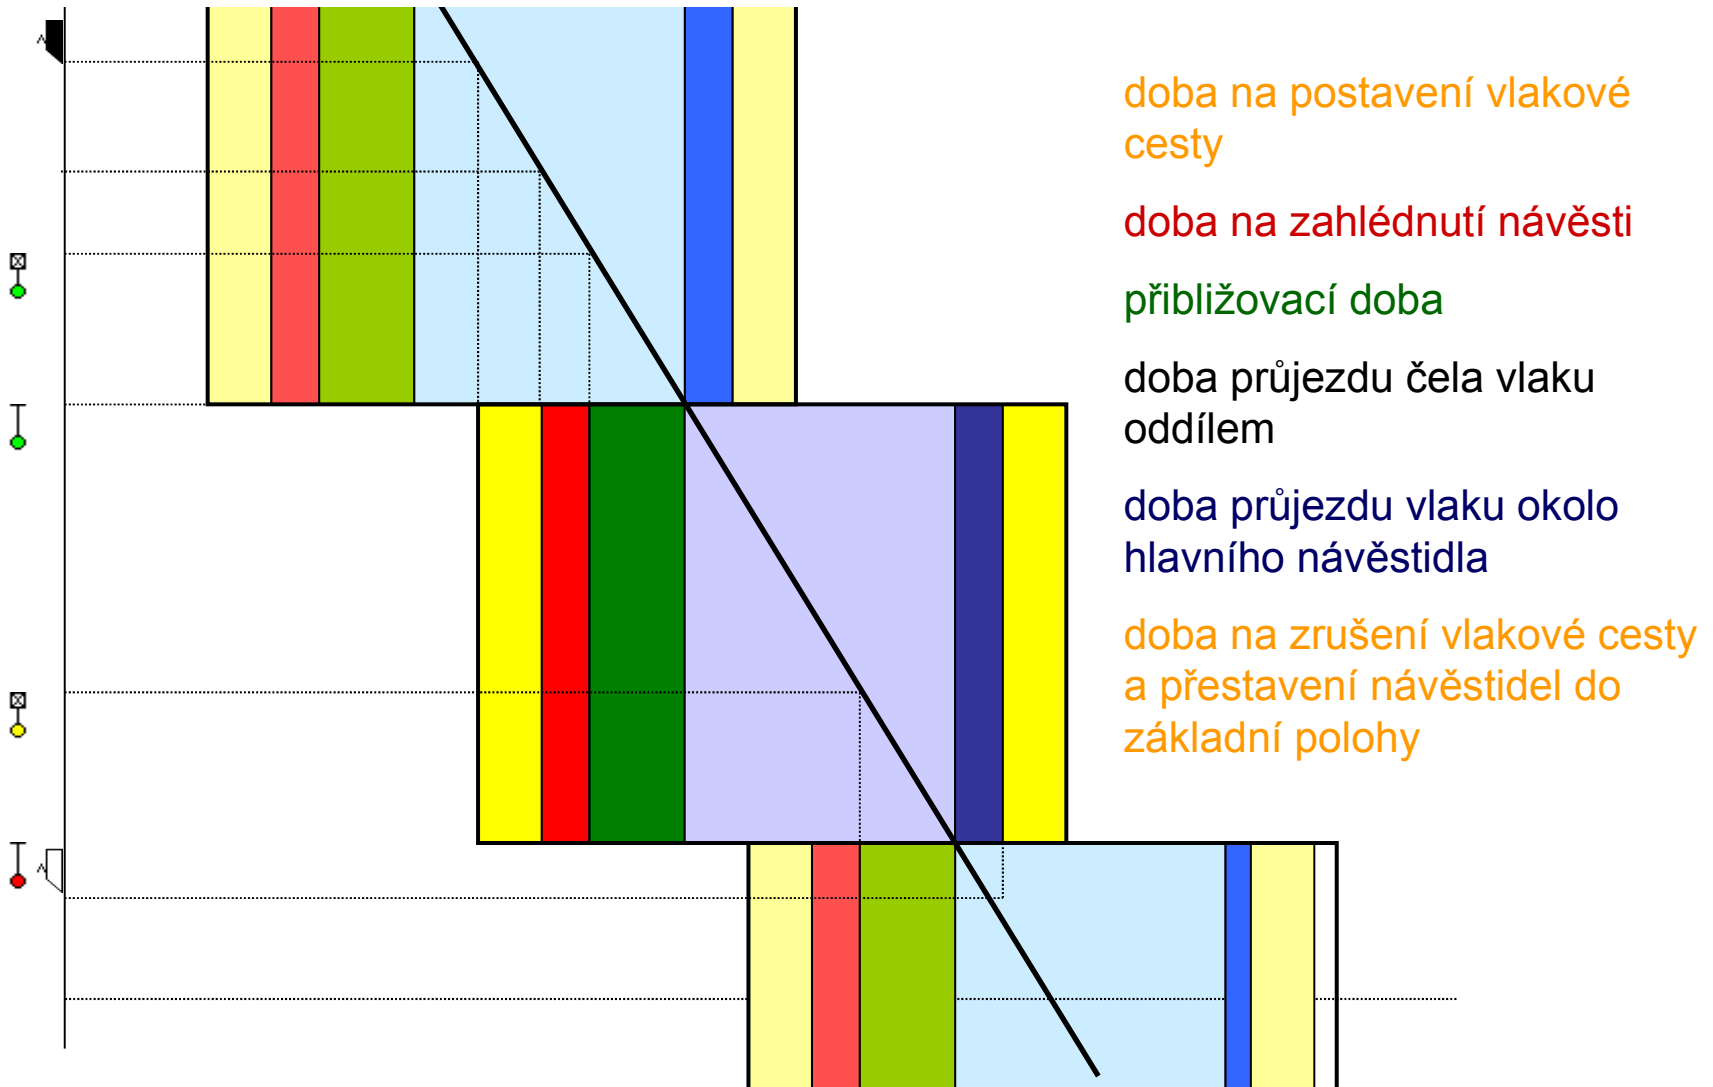 doba na postavení vlakové
cesty
doba na zahlédnutí návěsti
přibližovací doba
doba průjezdu čela vlaku
oddílem
doba průjezdu vlaku okolo
hlavního návěstidla
doba na zrušení vlakové cesty
a přestavení návěstidel do
základní polohy